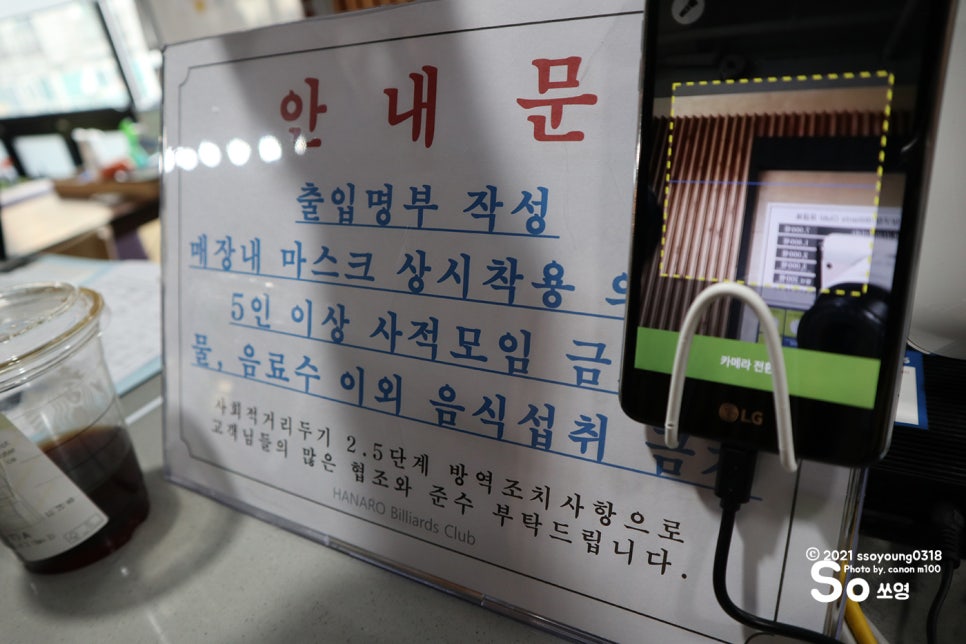 안내문
출입명부 작성
매장내 마스크 상시착용
5인 이상 사적모임 금
물, 음료수 이외 음식섭취 금
사회적거리두기 2.5단계 방역조치사항으로
고객님들의 많은 협조와 준수 부탁드립니다.
HANARO Billiards Club
카메라 전환
LG
© 2021 ssoyoung0318
Photo by. canon m100
So 쏘영